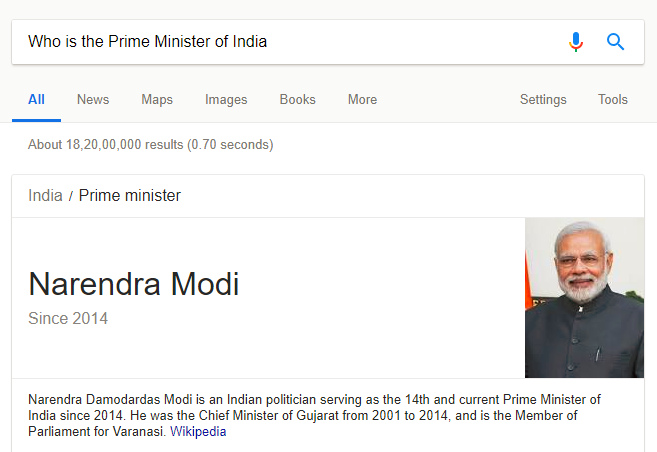 Who is the Prime Minister of India
All News Maps Images Books More Settings Tools
About 18,20,00,000 results (0.70 seconds)
India / Prime minister
Narendra Modi
Since 2014
Narendra Damodardas Modi is an Indian politician serving as the 14th and current Prime Minister of
India since 2014. He was the Chief Minister of Gujarat from 2001 to 2014, and is the Member of
Parliament for Varanasi. Wikipedia